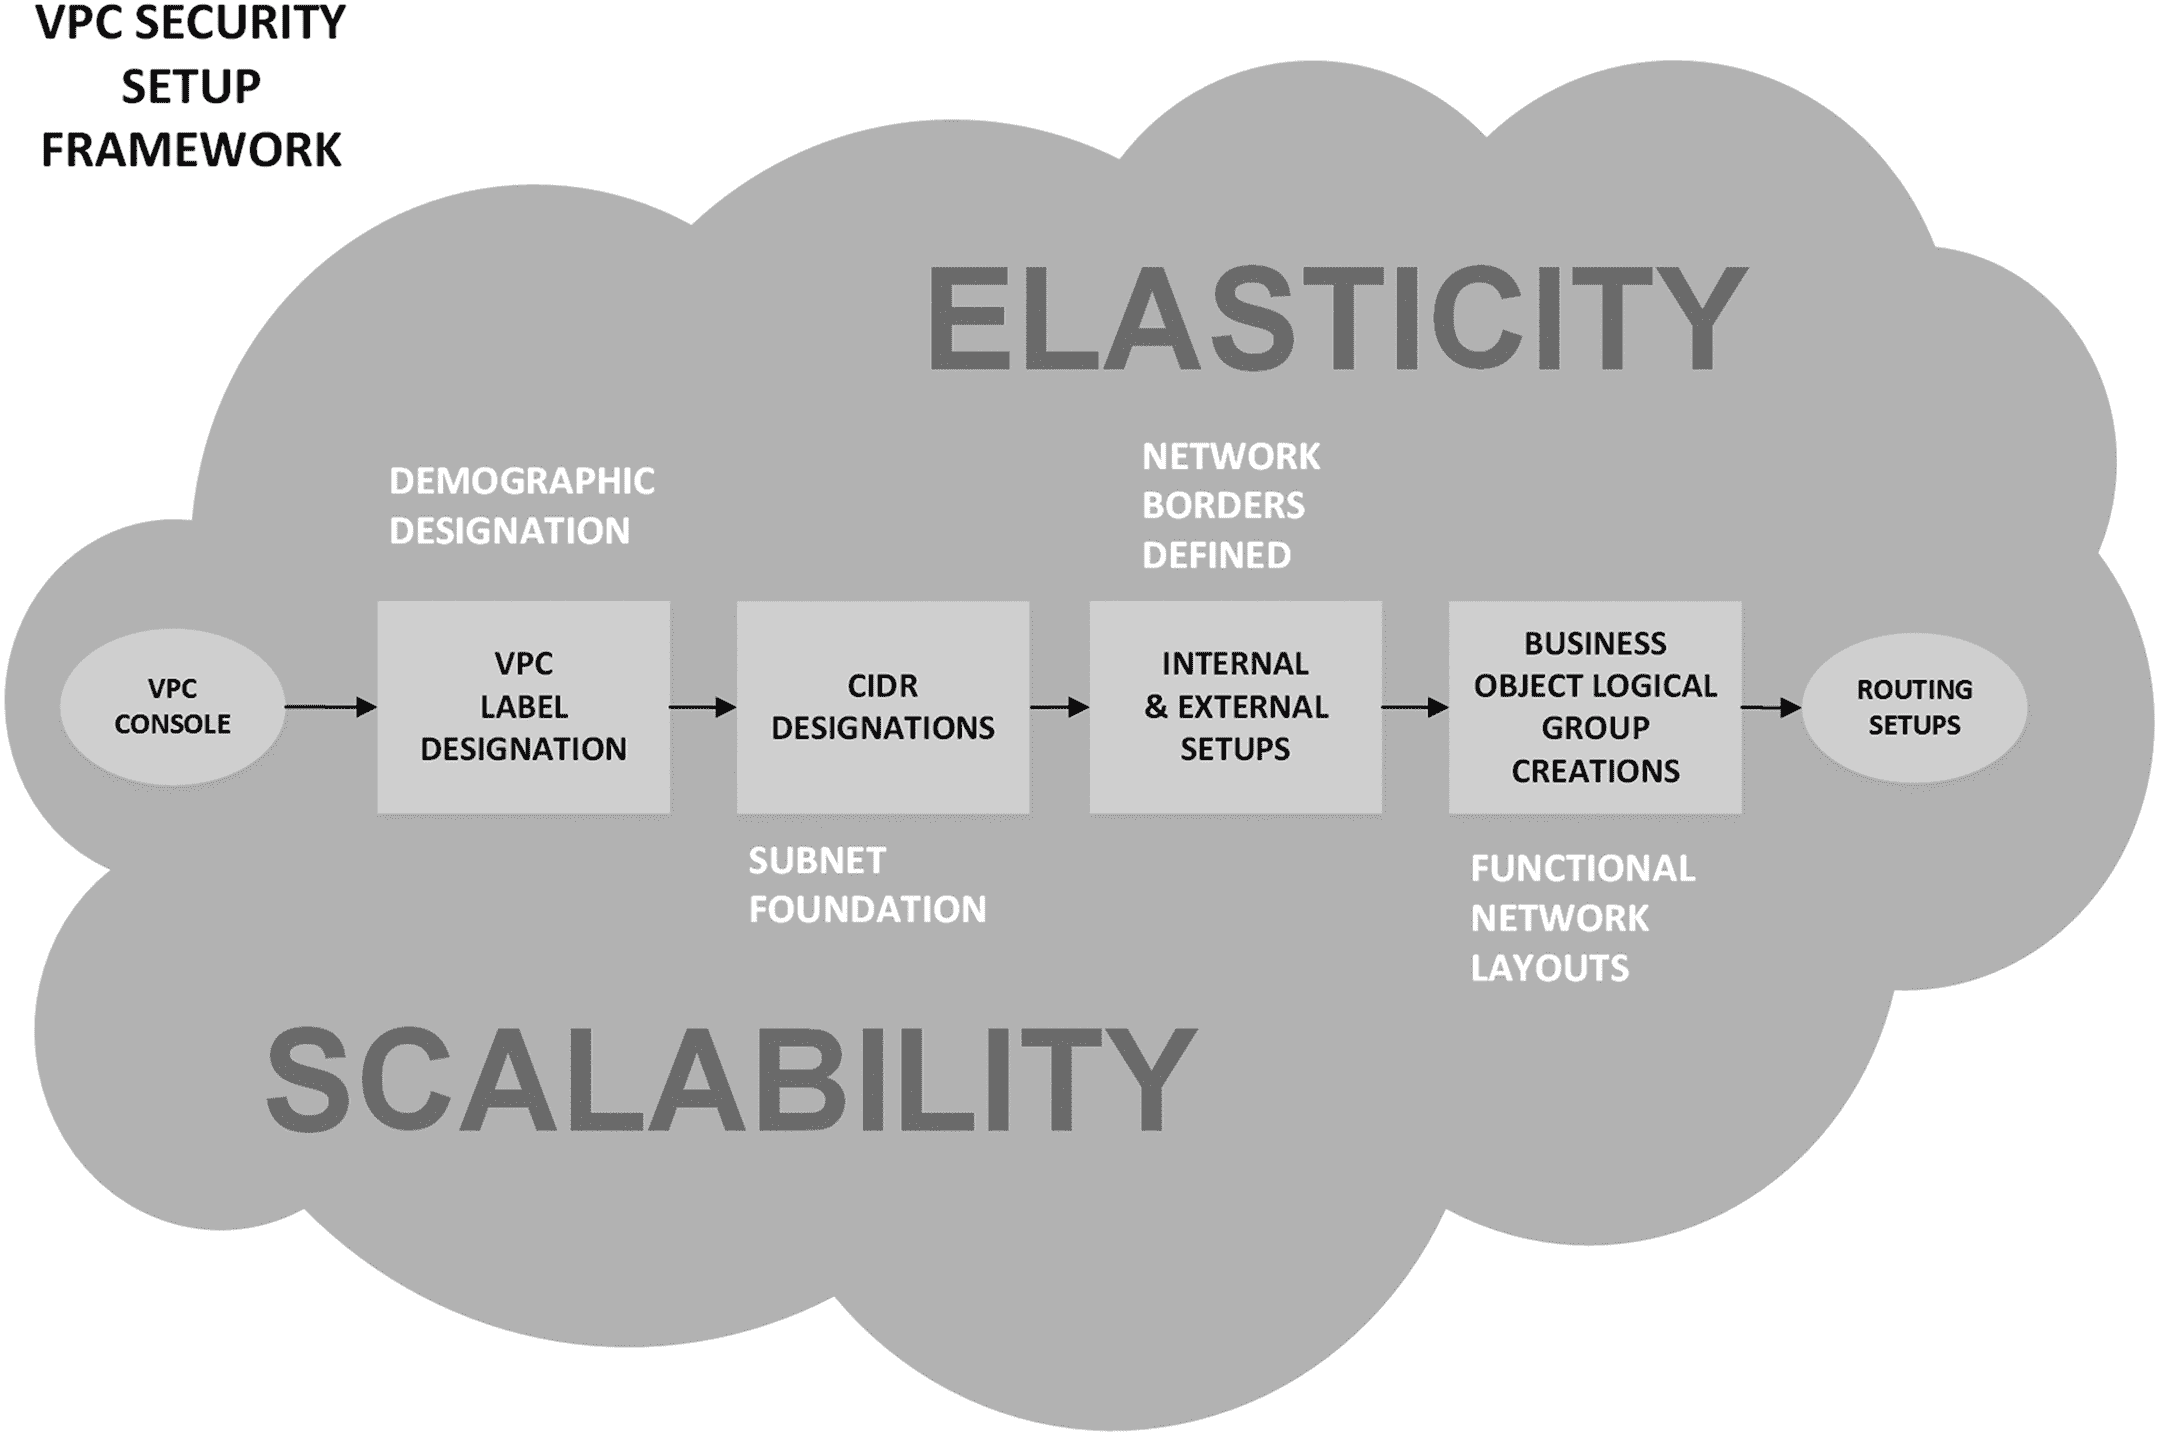 VPC SECURITY
SETUP
FRAMEWORK
ELASTICITY
DEMOGRAPHIC
DESIGNATION
NETWORK
BORDERS
DEFINED
VPC
CONSOLE
VPC
LABEL
DESIGNATION
CIDR
DESIGNATIONS
INTERNAL
& EXTERNAL
SETUPS
BUSINESS
OBJECT LOGICAL
GROUP
CREATIONS
ROUTING
SETUPS
SUBNET
FOUNDATION
FUNCTIONAL
NETWORK
LAYOUTS
SCALABILITY